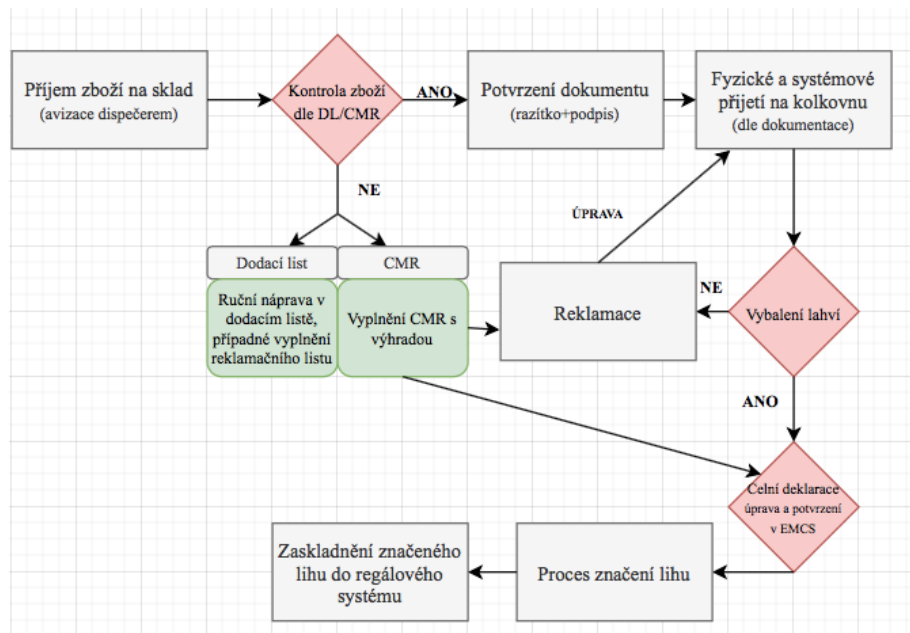 Příjem zboží na sklad
(avizace dispečerem)
Kontrola zboží
dle DL/CMR
ANO
Potvrzení dokumentu
(razítko+podpis)
Fyzické a systémové
přijetí na kolkovnu
(dle dokumentace)
NE
ÚPRAVA
Dodací list
CMR
Ruční náprava v
dodacím listě,
případné vyplnění
reklamačního listu
Vyplnění CMR s
výhradou
Reklamace
NE
Vybalení lahví
ANO
Celní deklarace
úprava a potvrzení
v EMCS
Zaskladnění značeného
lihu do regálového
systému
Proces značení lihu